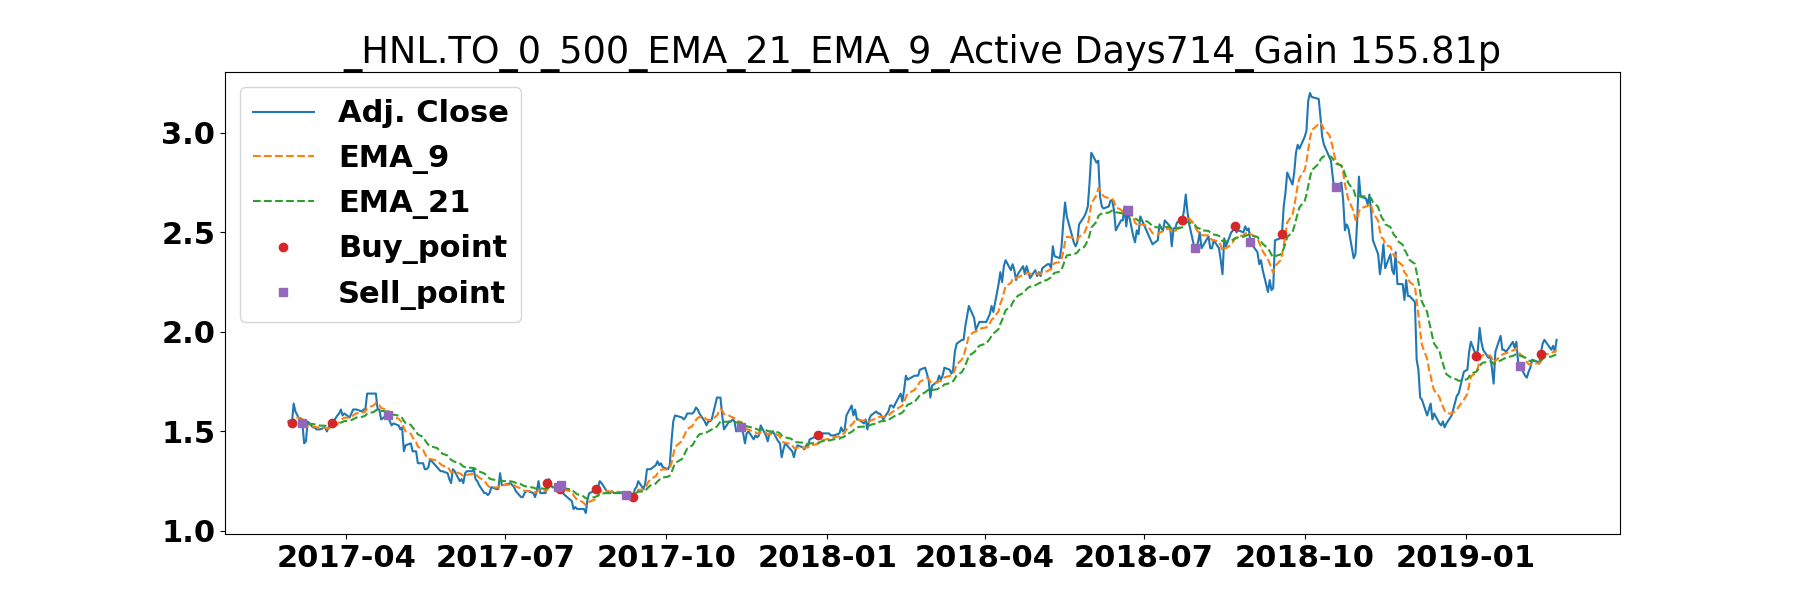 _HNL.TO_0_500_EMA_21_EMA_9_Active Days714_Gain 155.81p
Adj. Close
EMA_9
EMA_21
Buy_point
Sell_point
3.0
2.5
2.0
1.5
1.0
2017-04 2017-07 2017-10 2018-01 2018-04 2018-07 2018-10 2019-01